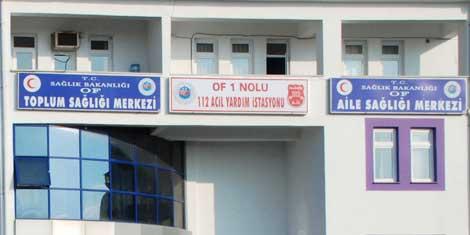 T.C.
SAĞLIK BAKANLIĞI
OF
TOPLUM SAĞLIĞI MERKEZİ
OF 1 NOLU
112 ACİL YARDIM İSTASYONU
T.C.
SAĞLIK BAKANLIĞI
OF
AİLE SAĞLIĞI MERKEZİ